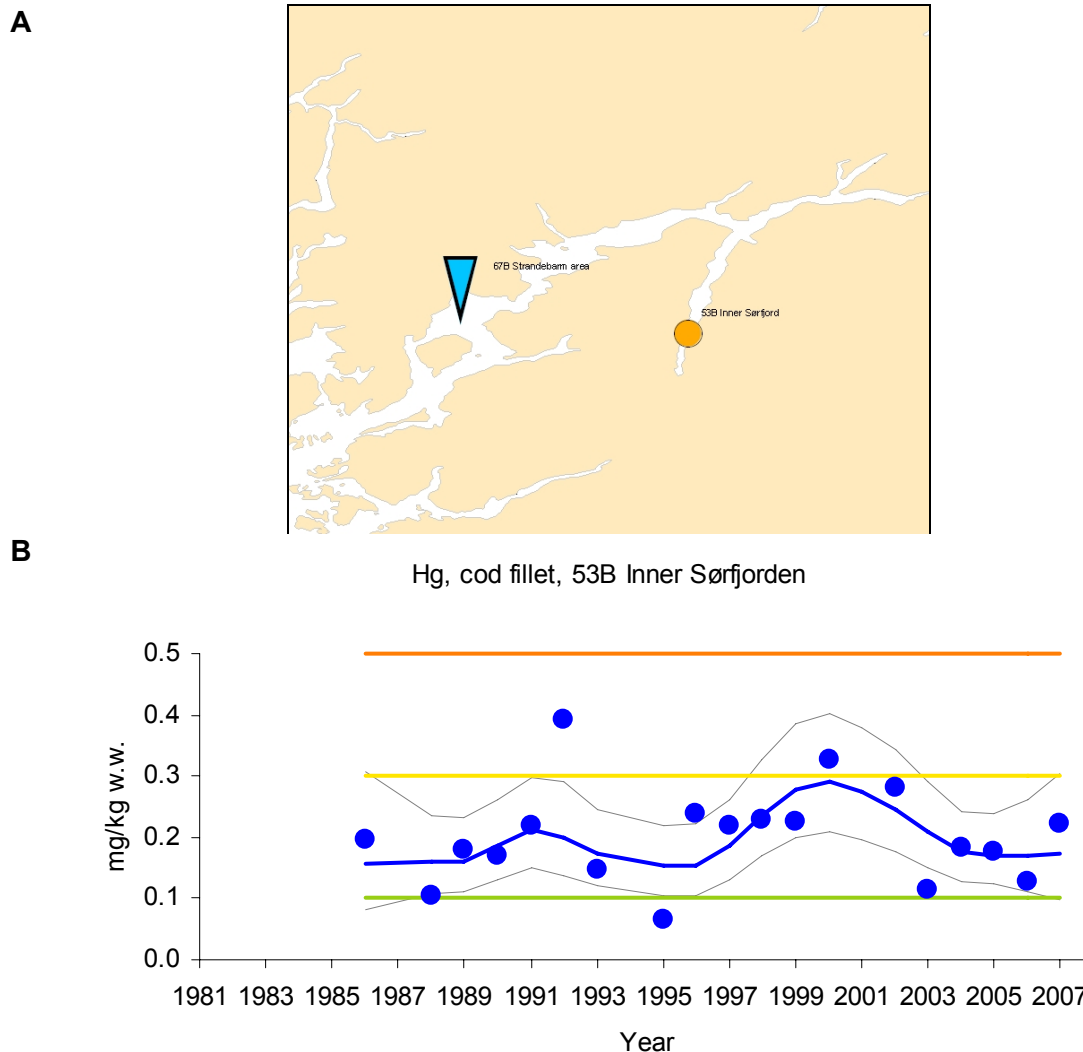 A
67B Strandebarm area
53B Inner Sørfjord
B
Hg, cod fillet, 53B Inner Sørfjorden
mg/kg w.w.
0.5
0.4
0.3
0.2
0.1
0.0
1981 1983 1985 1987 1989 1991 1993 1995 1997 1999 2001 2003 2005 2007
Year